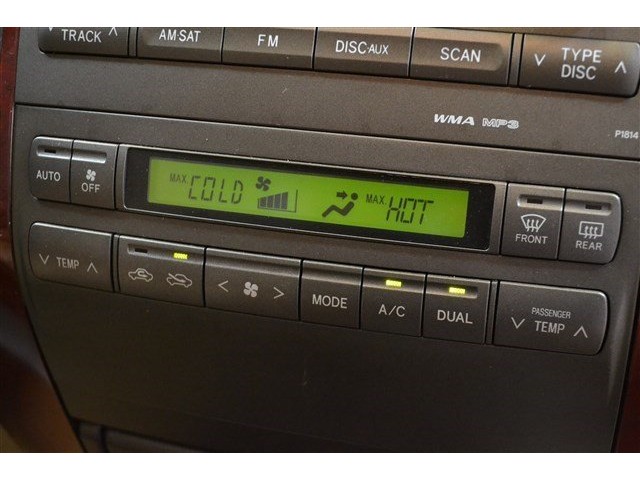 ∨ TRACK ∧
AM·SAT
FM
DISC·AUX
SCAN
∨ TYPE DISC ∧
WMA MP3
P1814
AUTO
OFF
MAX COLD
MAX HOT
FRONT
REAR
∨ TEMP ∧
< >
MODE
A/C
DUAL
PASSENGER
∨ TEMP ∧